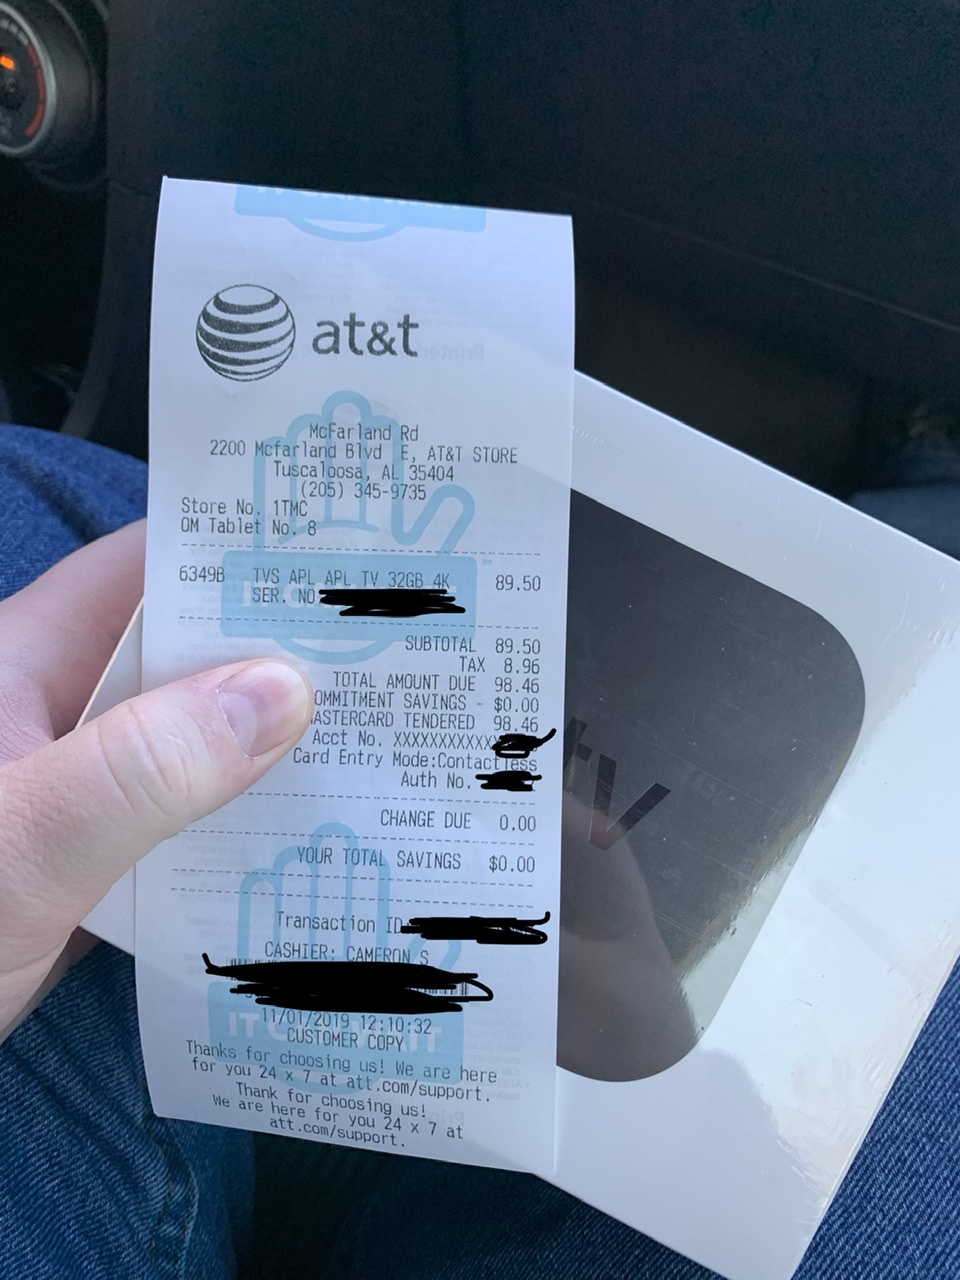 at&t
McFarland Rd
2200 Mcfarland Blvd E, AT&T STORE
Tuscaloosa, AL 35404
(205) 345-9735
Store No. 1TMC
OM Tablet No. 8
6349B TVS APL APL TV 32GB 4K 89.50
SER. NO
SUBTOTAL 89.50
TAX 8.96
TOTAL AMOUNT DUE 98.46
OMMITMENT SAVINGS - $0.00
ASTERCARD TENDERED 98.46
Acct No. XXXXXXXXXXX
Card Entry Mode:Contactless
Auth No.
CHANGE DUE 0.00
YOUR TOTAL SAVINGS $0.00
Transaction ID
CASHIER: CAMERON S
11/01/2019 12:10:32
CUSTOMER COPY
Thanks for choosing us! We are here
for you 24 x 7 at att.com/support.
Thank for choosing us!
We are here for you 24 x 7 at
att.com/support.
tv